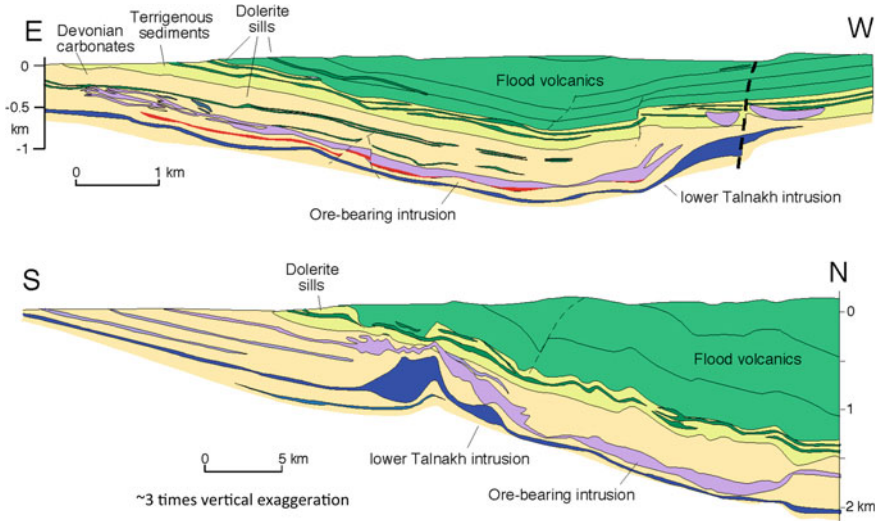 E
W
Devonian
carbonates
Terrigenous
sediments
Dolerite
sills
0
-0.5
km
-1
Flood volcanics
0 1 km
Ore-bearing intrusion
lower Talnakh intrusion
S
N
Dolerite
sills
0
Flood volcanics
-1
0 5 km
lower Talnakh intrusion
Ore-bearing intrusion
~3 times vertical exaggeration
-2 km